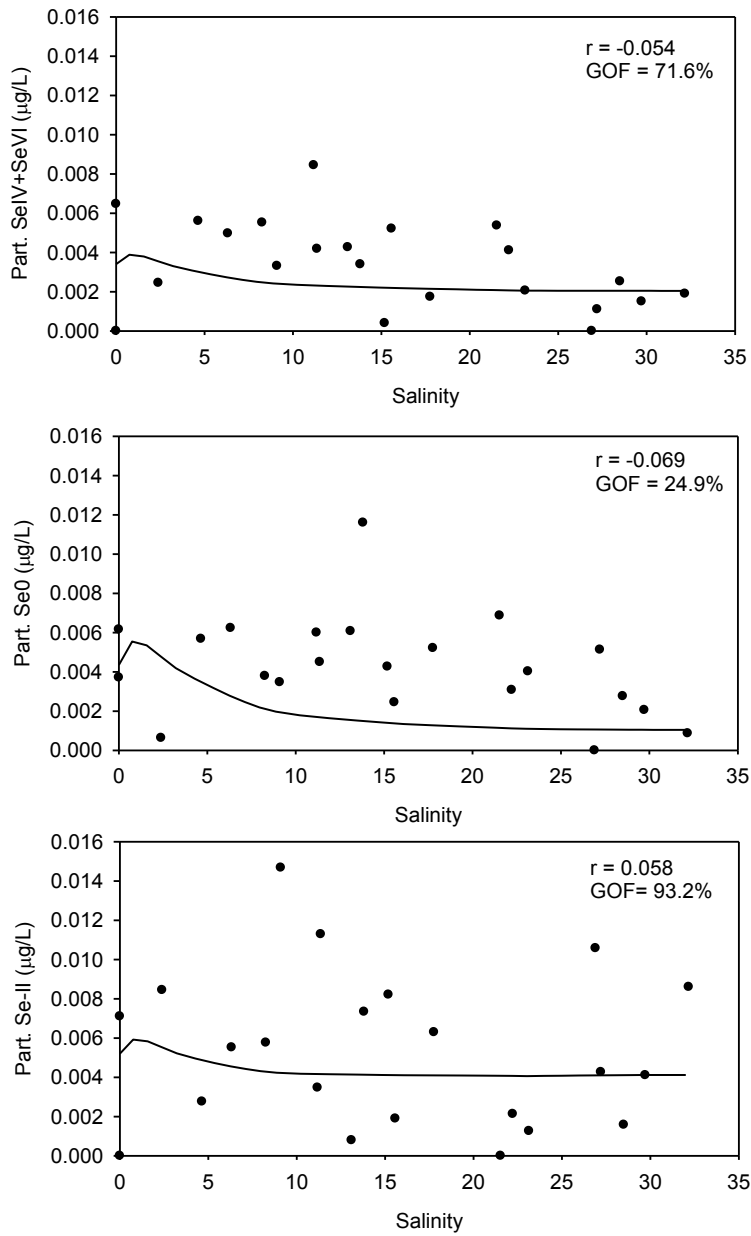 0.016
0.014
0.012
0.010
0.008
0.006
0.004
0.002
0.000
Part. SeIV+SeVI (μg/L)
r = -0.054
GOF = 71.6%
0 5 10 15 20 25 30 35
Salinity
0.016
0.014
0.012
0.010
0.008
0.006
0.004
0.002
0.000
Part. Se0 (μg/L)
r = -0.069
GOF = 24.9%
0 5 10 15 20 25 30 35
Salinity
0.016
0.014
0.012
0.010
0.008
0.006
0.004
0.002
0.000
Part. Se-II (μg/L)
r = 0.058
GOF= 93.2%
0 5 10 15 20 25 30 35
Salinity